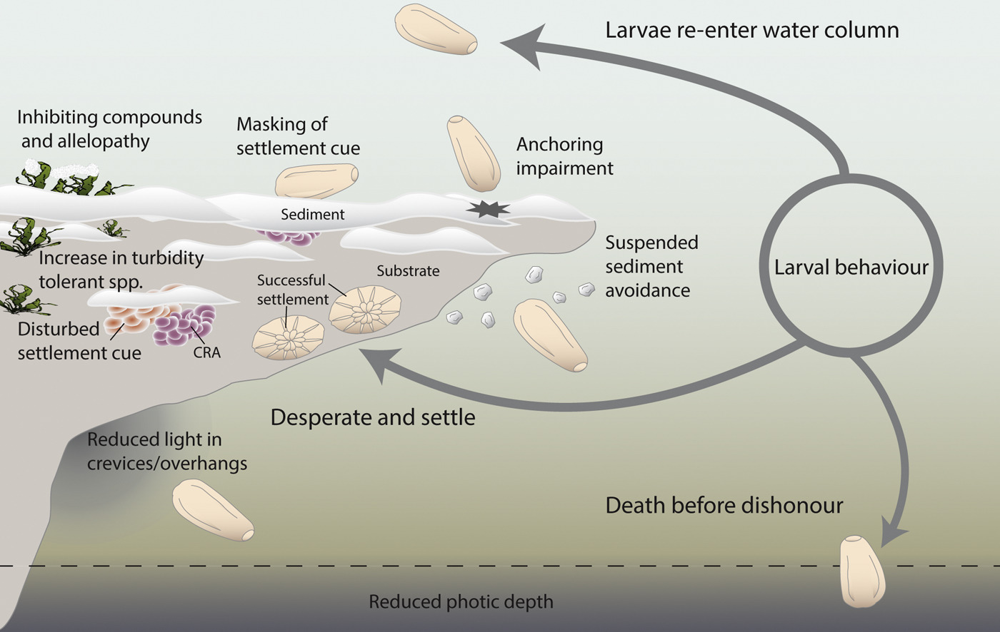 Larvae re-enter water column
Inhibiting compounds
and allelopathy
Masking of
settlement cue
Anchoring
impairment
Sediment
Increase in turbidity
tolerant spp.
Successful
settlement
Substrate
Suspended
sediment
avoidance
Larval behaviour
Disturbed
settlement cue
CRA
Desperate and settle
Reduced light in
crevices/overhangs
Death before dishonour
Reduced photic depth